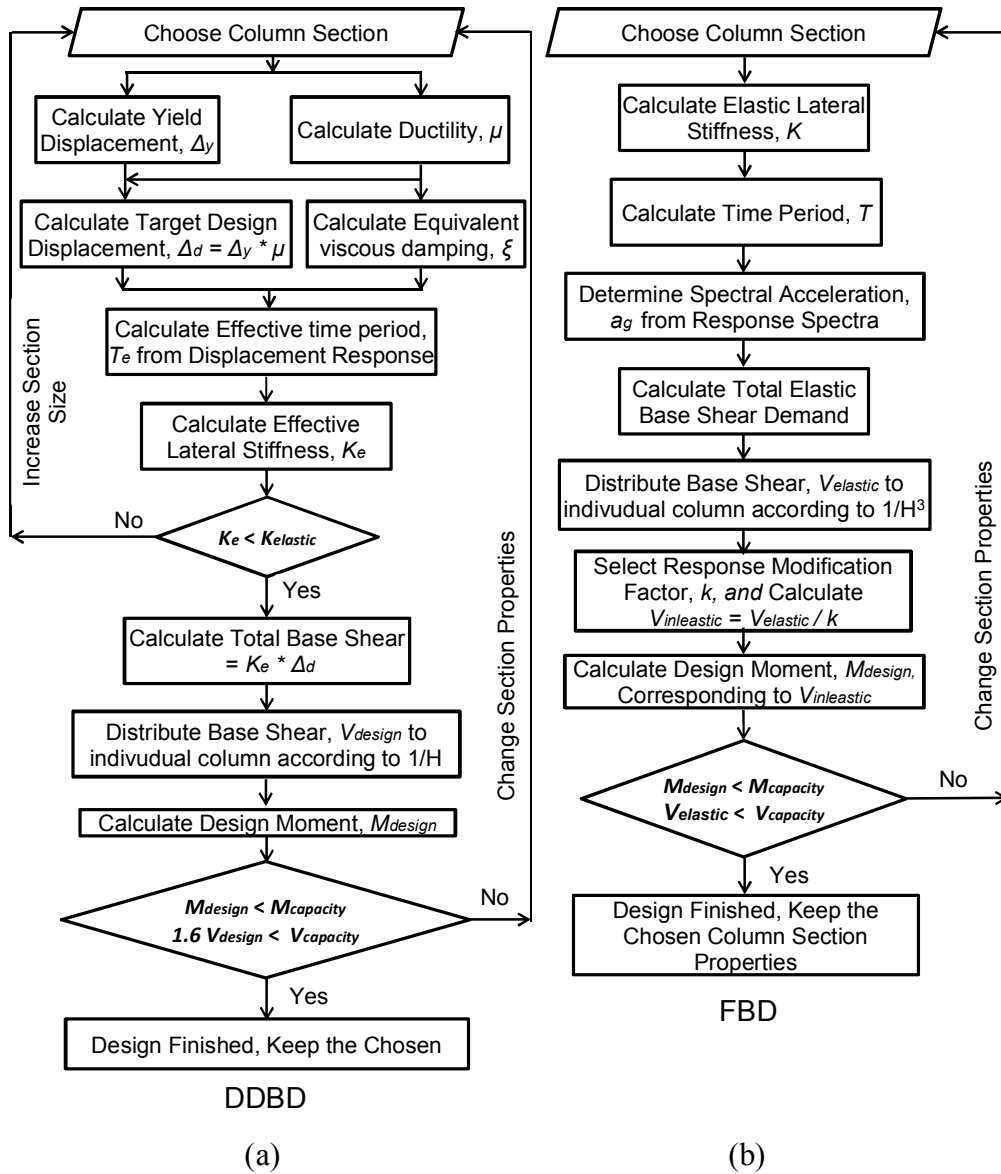 Choose Column Section
Calculate Yield
Displacement, Δy
Calculate Ductility, μ
Calculate Target Design
Displacement, Δd = Δy * μ
Calculate Equivalent
viscous damping, ξ
Calculate Effective time period,
Te from Displacement Response
Calculate Effective
Lateral Stiffness, Ke
Increase Section
Size
No
Ke < Kelastic
Yes
Calculate Total Base Shear
= Ke * Δd
Distribute Base Shear, Vdesign to
indivudual column according to 1/H
Calculate Design Moment, Mdesign
Change Section Properties
Mdesign < Mcapacity
1.6 Vdesign < Vcapacity
No
Yes
Design Finished, Keep the Chosen
DDBD
(a)
Choose Column Section
Calculate Elastic Lateral
Stiffness, K
Calculate Time Period, T
Determine Spectral Acceleration,
ag from Response Spectra
Calculate Total Elastic
Base Shear Demand
Distribute Base Shear, Velastic to
indivudual column according to 1/H³
Select Response Modification
Factor, k, and Calculate
Vinleastic = Velastic / k
Calculate Design Moment, Mdesign,
Corresponding to Vinleastic
Change Section Properties
Mdesign < Mcapacity
Velastic < Vcapacity
No
Yes
Design Finished, Keep the
Chosen Column Section
Properties
FBD
(b)